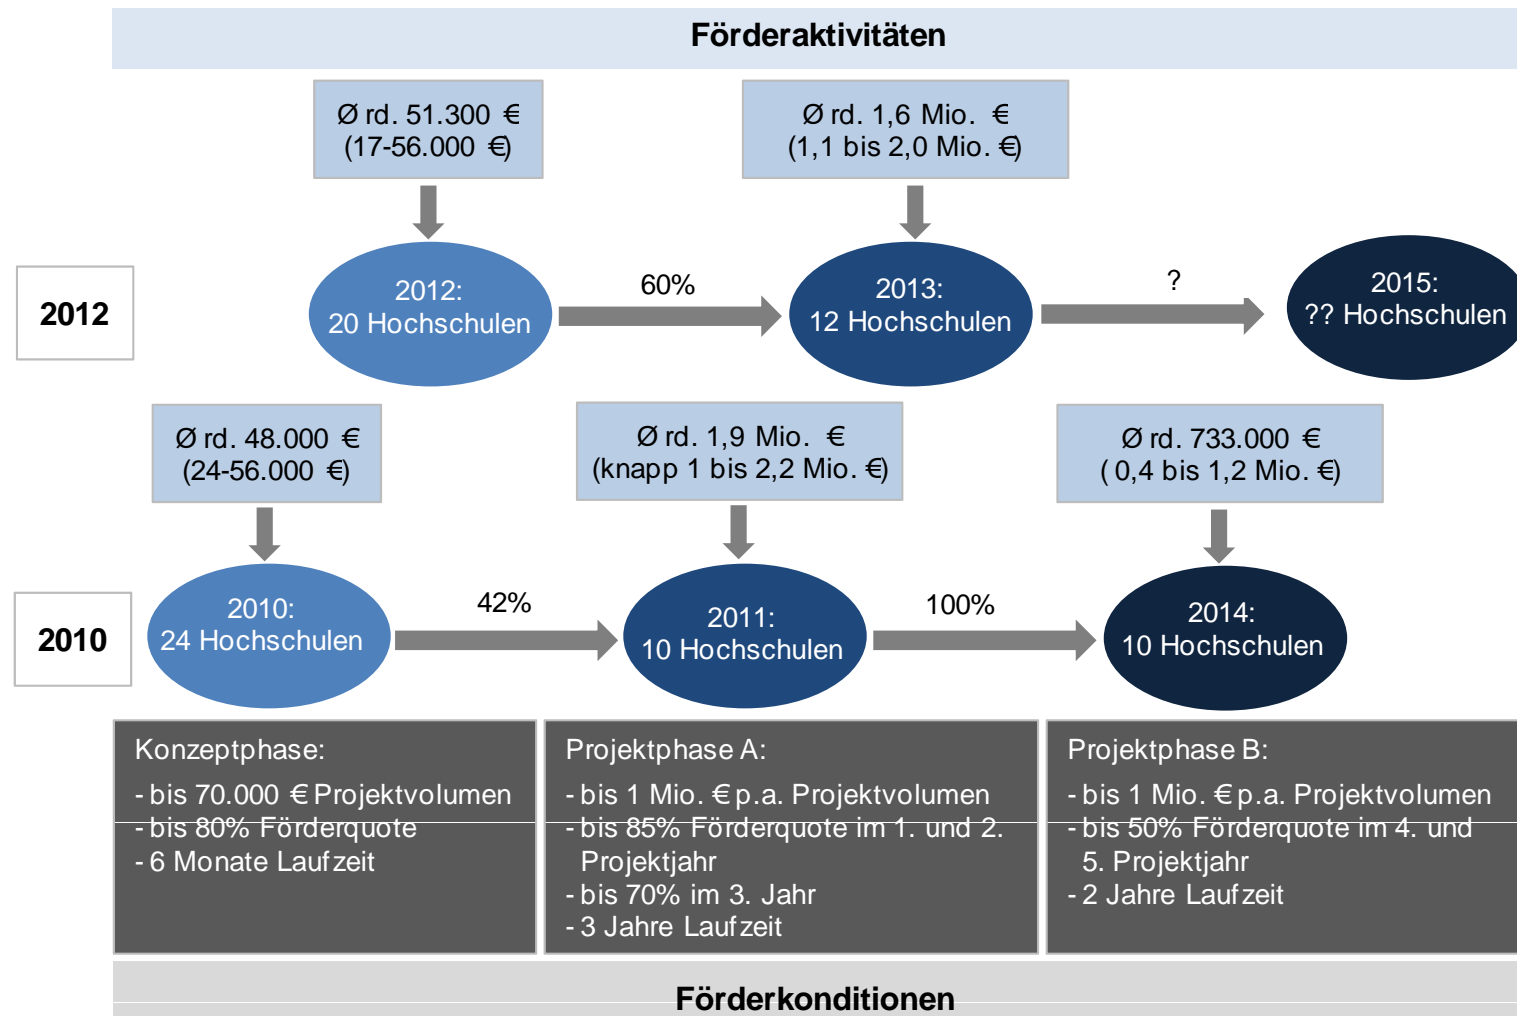 Förderaktivitäten
Ø rd. 51.300 €
(17-56.000 €)
Ø rd. 1,6 Mio. €
(1,1 bis 2,0 Mio. €)
2012
2012:
20 Hochschulen
60%
2013:
12 Hochschulen
?
2015:
?? Hochschulen
Ø rd. 48.000 €
(24-56.000 €)
Ø rd. 1,9 Mio. €
(knapp 1 bis 2,2 Mio. €)
Ø rd. 733.000 €
( 0,4 bis 1,2 Mio. €)
2010
2010:
24 Hochschulen
42%
2011:
10 Hochschulen
100%
2014:
10 Hochschulen
Konzeptphase:
- bis 70.000 € Projektvolumen
- bis 80% Förderquote
- 6 Monate Laufzeit
Projektphase A:
- bis 1 Mio. € p.a. Projektvolumen
- bis 85% Förderquote im 1. und 2.
Projektjahr
- bis 70% im 3. Jahr
- 3 Jahre Laufzeit
Projektphase B:
- bis 1 Mio. € p.a. Projektvolumen
- bis 50% Förderquote im 4. und
5. Projektjahr
- 2 Jahre Laufzeit
Förderkonditionen